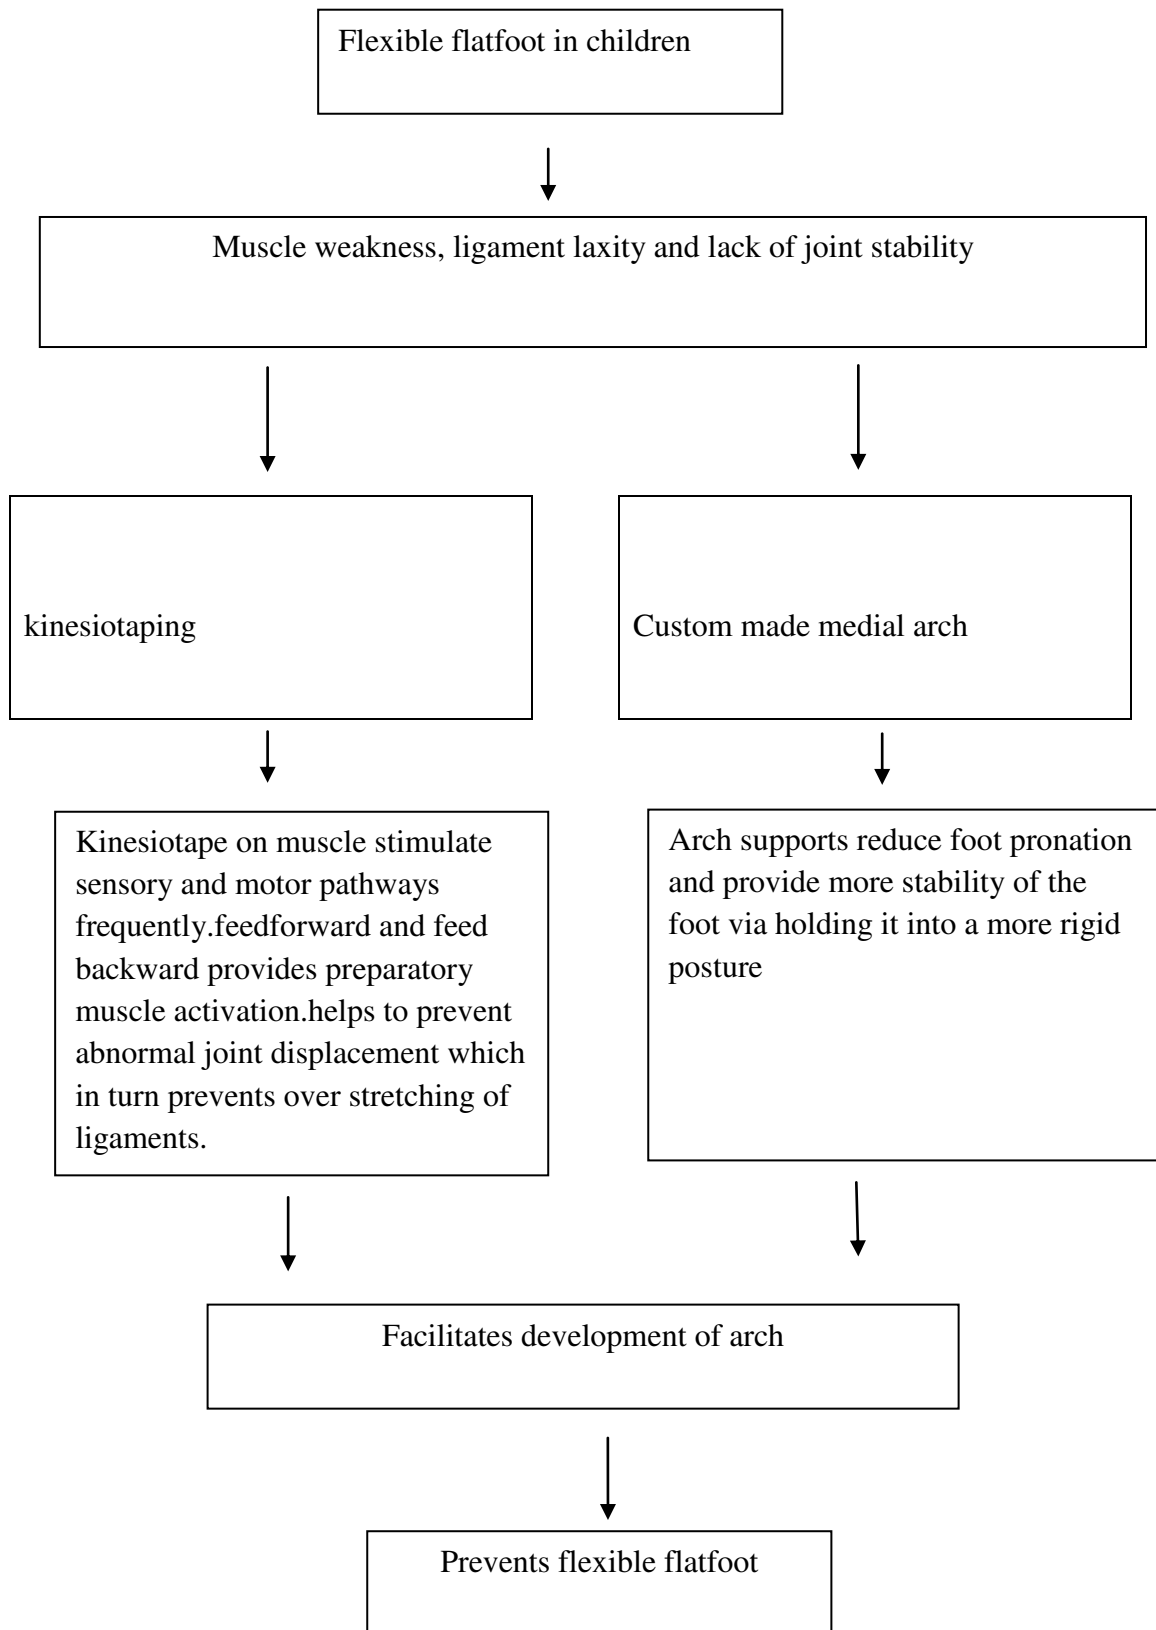 Flexible flatfoot in children
Muscle weakness, ligament laxity and lack of joint stability
kinesiotaping
Custom made medial arch
Kinesiotape on muscle stimulate
sensory and motor pathways
frequently.feedforward and feed
backward provides preparatory
muscle activation.helps to prevent
abnormal joint displacement which
in turn prevents over stretching of
ligaments.
Arch supports reduce foot pronation
and provide more stability of the
foot via holding it into a more rigid
posture
Facilitates development of arch
Prevents flexible flatfoot